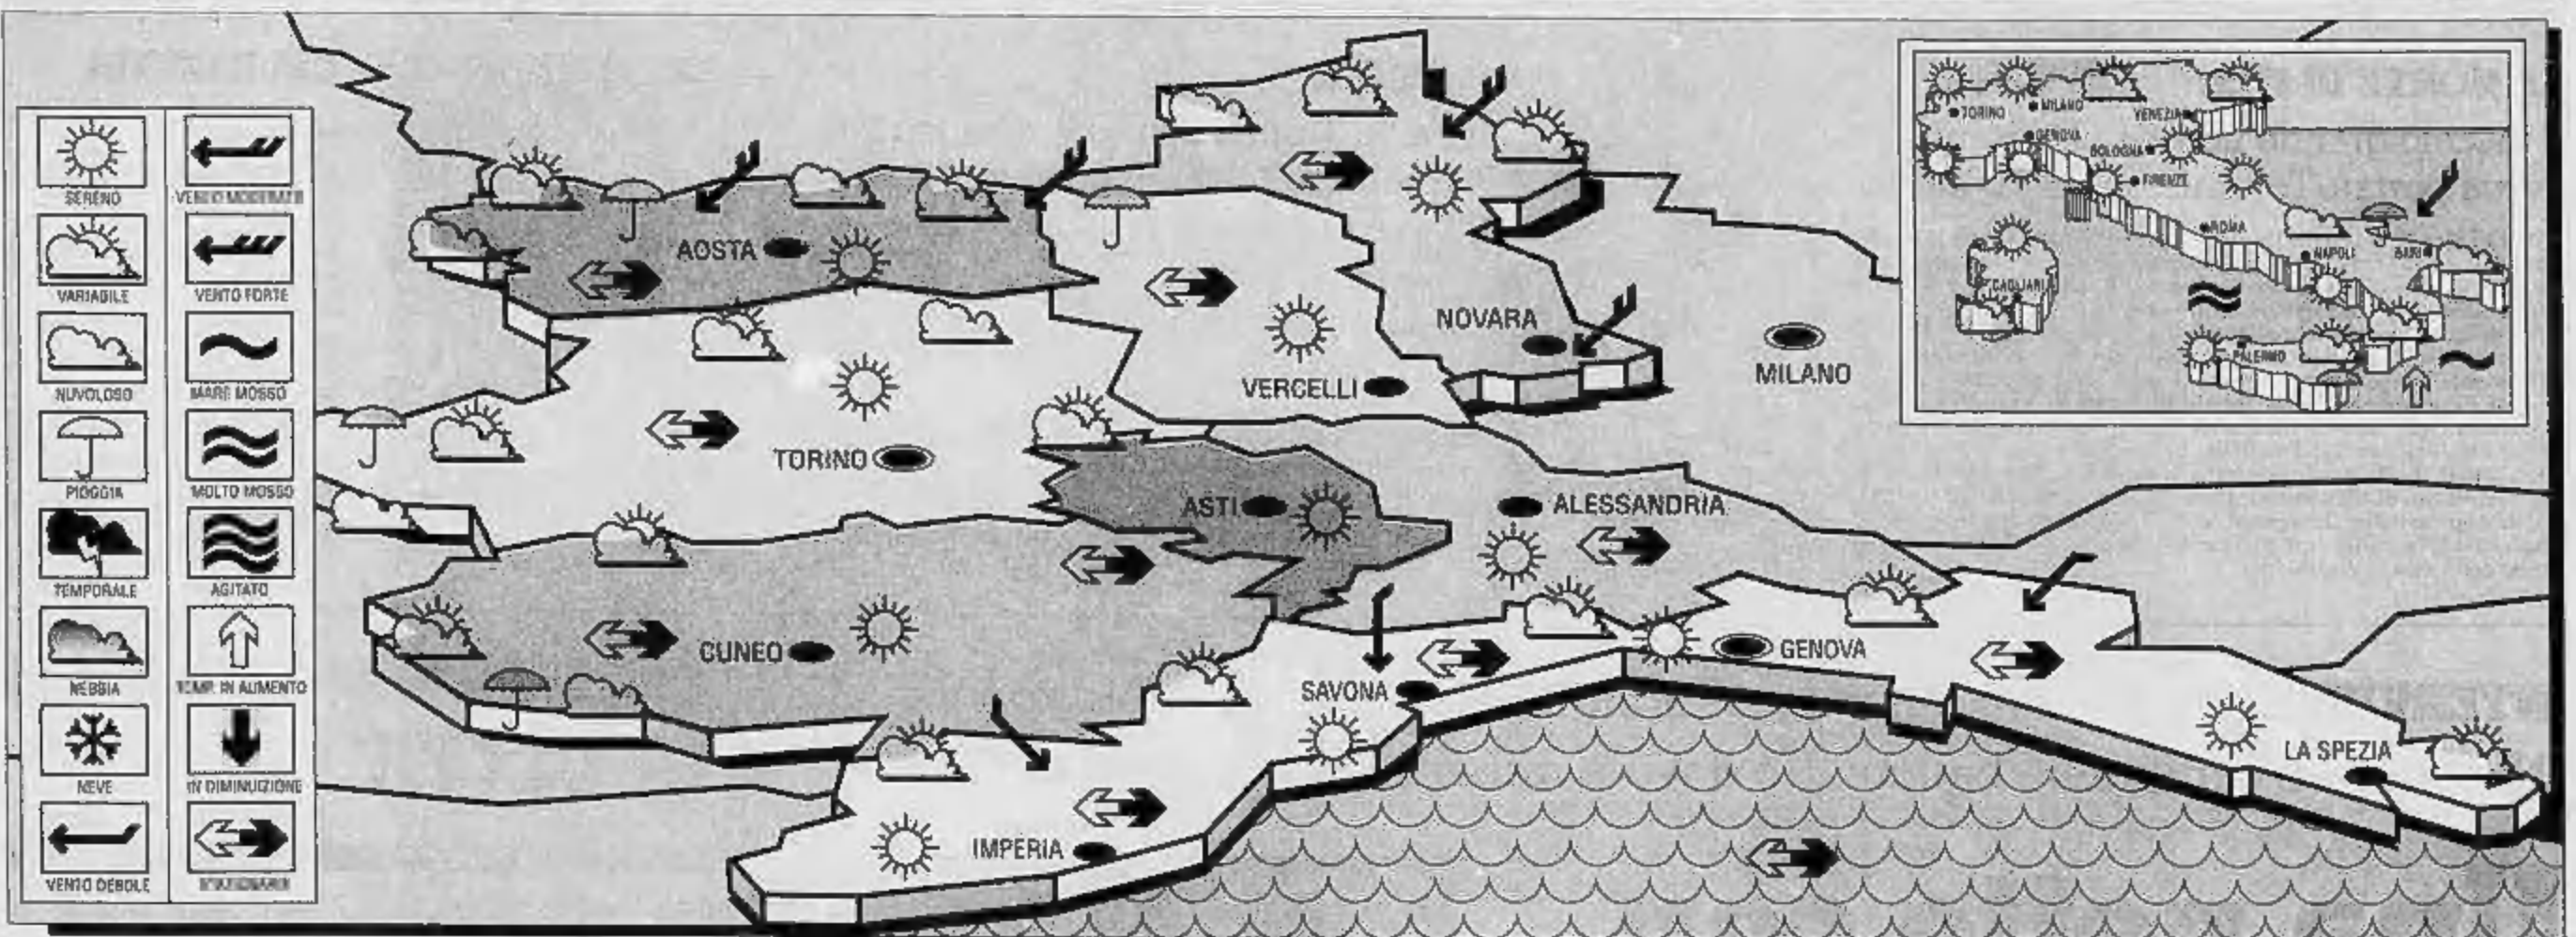 SERENO
VENTO MODERATO
VARIABILE
VENTO FORTE
NUVOLOSO
MARE MOSSO
PIOGGIA
MOLTO MOSSO
TEMPORALE
AGITATO
NEBBIA
TEMP. IN AUMENTO
NEVE
IN DIMINUIZIONE
VENTO DEBOLE
STAZIONARIA
AOSTA
NOVARA
VERCELLI
MILANO
TORINO
ASTI
ALESSANDRIA
CUNEO
GENOVA
SAVONA
LA SPEZIA
IMPERIA
TORINO
MILANO
VENEZIA
GENOVA
BOLOGNA
FIRENZE
ROMA
NAPOLI
BARI
CAGLIARI
PALERMO